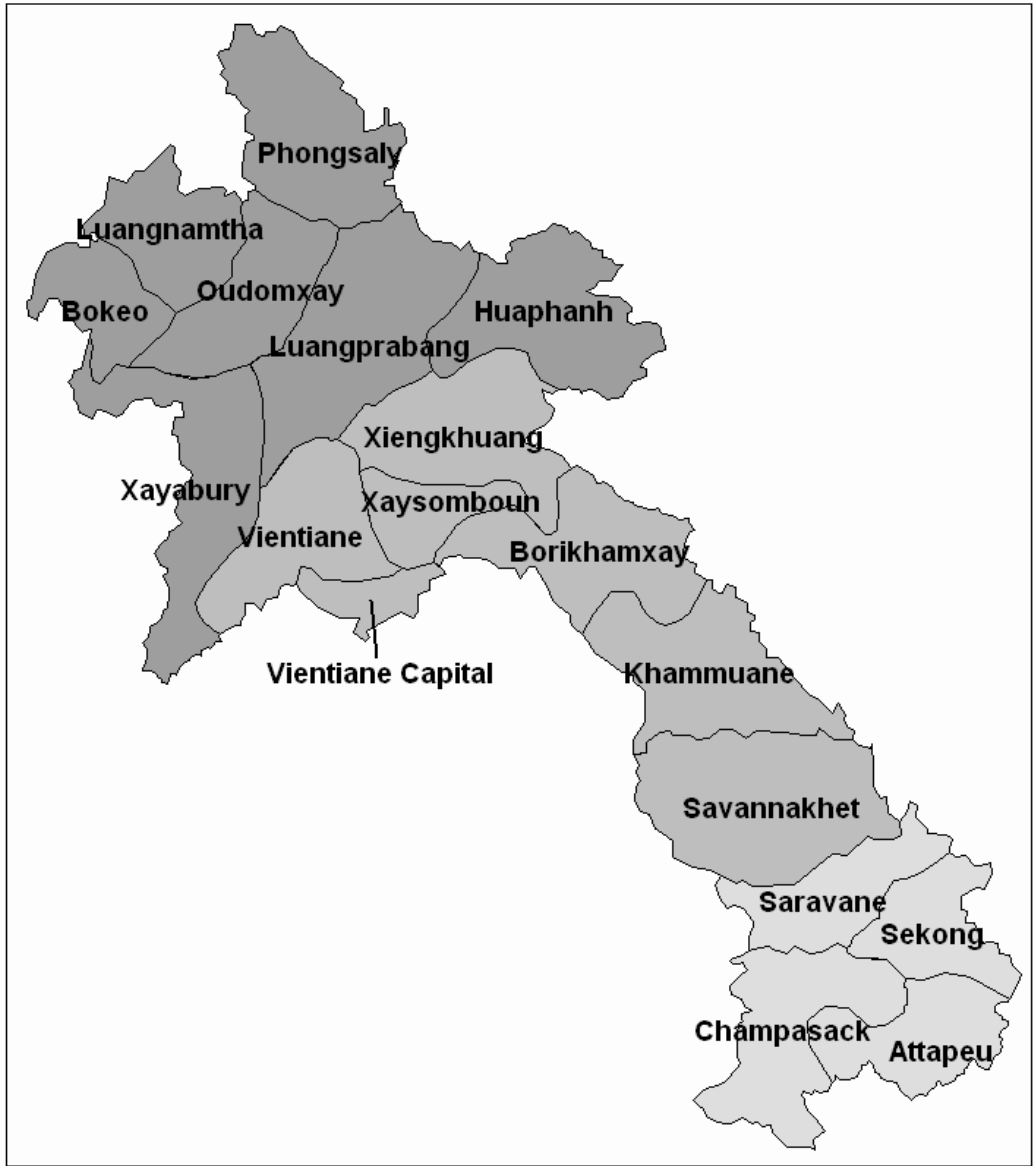 Phongsaly
Luangnamtha
Oudomxay
Bokeo
Huaphanh
Luangprabang
Xiengkhuang
Xayabury
Xaysomboun
Vientiane
Borikhamxay
Vientiane Capital
Khammuane
Savannakhet
Saravane
Sekong
Champasack
Attapeu